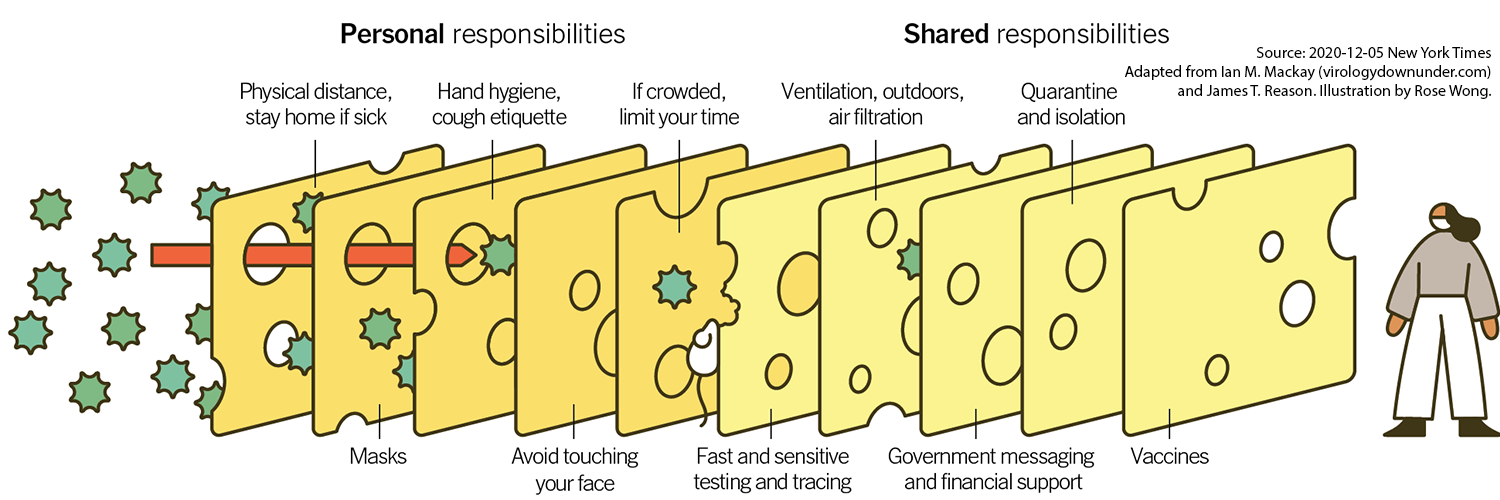 Personal responsibilities
Shared responsibilities
Source: 2020-12-05 New York Times
Adapted from Ian M. Mackay (virologydownunder.com)
and James T. Reason. Illustration by Rose Wong.
Physical distance,
stay home if sick
Hand hygiene,
cough etiquette
If crowded,
limit your time
Ventilation, outdoors,
air filtration
Quarantine
and isolation
Masks
Avoid touching
your face
Fast and sensitive
testing and tracing
Government messaging
and financial support
Vaccines